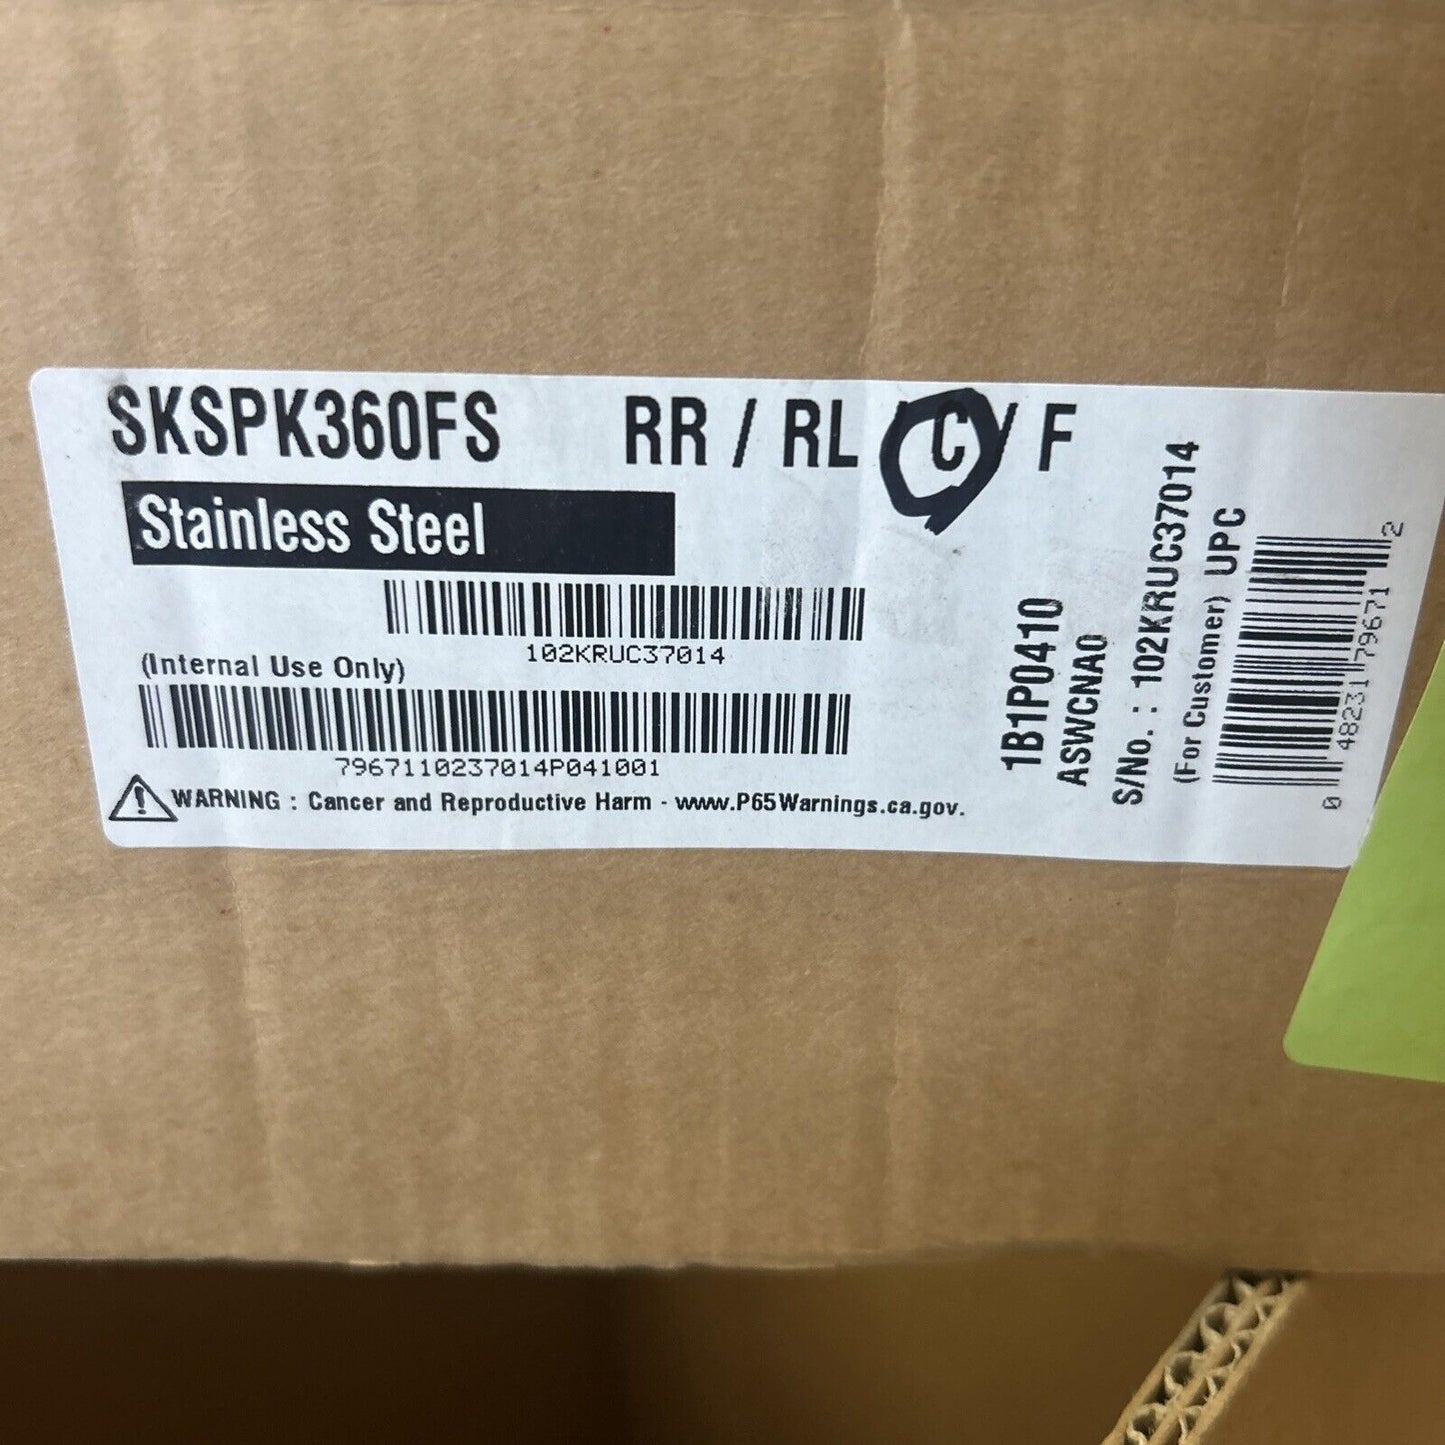 SKSPK360FS RR / RL / C / F
Stainless Steel
102KRUC37014
(Internal Use Only)
7967110237014P041001
WARNING : Cancer and Reproductive Harm - www.P65Warnings.ca.gov.
1B1P0410
ASWCNA0
S/No. : 102KRUC37014
(For Customer) UPC
0 48231 79671 2